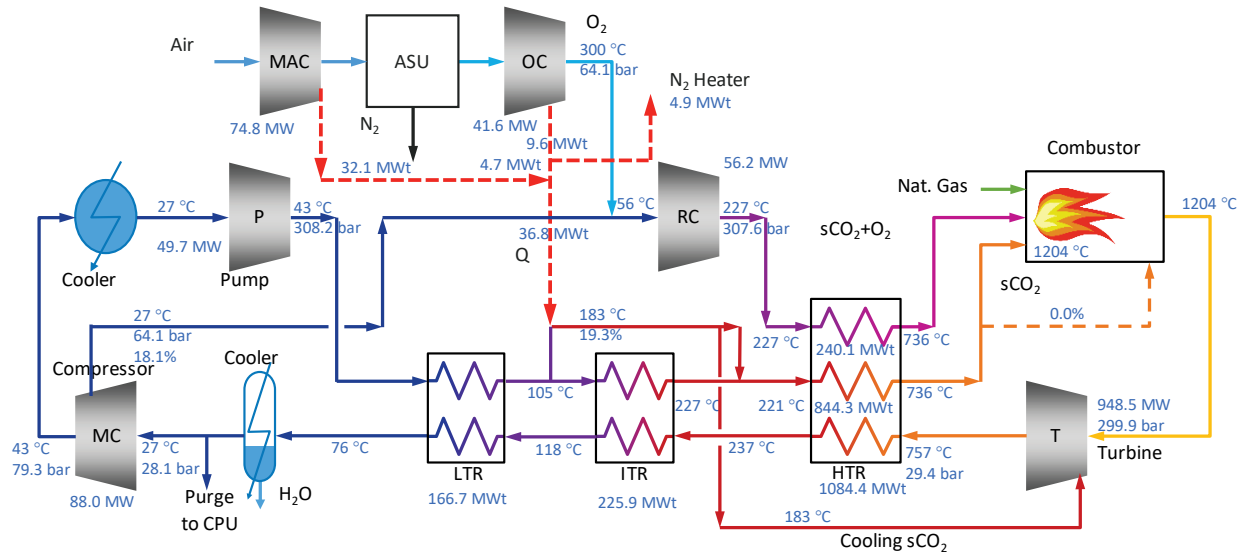 Air
MAC
ASU
OC
O₂
300 °C
64.1 bar
N₂ Heater
4.9 MWt
74.8 MW
N₂
41.6 MW
9.6 MWt
32.1 MWt
4.7 MWt
56.2 MW
Combustor
Nat. Gas
1204 °C
1204 °C
27 °C
49.7 MW
P
43 °C
308.2 bar
56 °C
RC
227 °C
307.6 bar
36.8 MWt
Q
sCO₂+O₂
sCO₂
Cooler
Pump
27 °C
64.1 bar
18.1%
183 °C
19.3%
227 °C
240.1 MWt
736 °C
0.0%
Compressor
Cooler
MC
43 °C
79.3 bar
27 °C
28.1 bar
88.0 MW
Purge
to CPU
H₂O
76 °C
105 °C
118 °C
LTR
166.7 MWt
ITR
225.9 MWt
227 °C
221 °C
237 °C
844.3 MWt
736 °C
HTR
1084.4 MWt
757 °C
29.4 bar
T
948.5 MW
299.9 bar
Turbine
183 °C
Cooling sCO₂